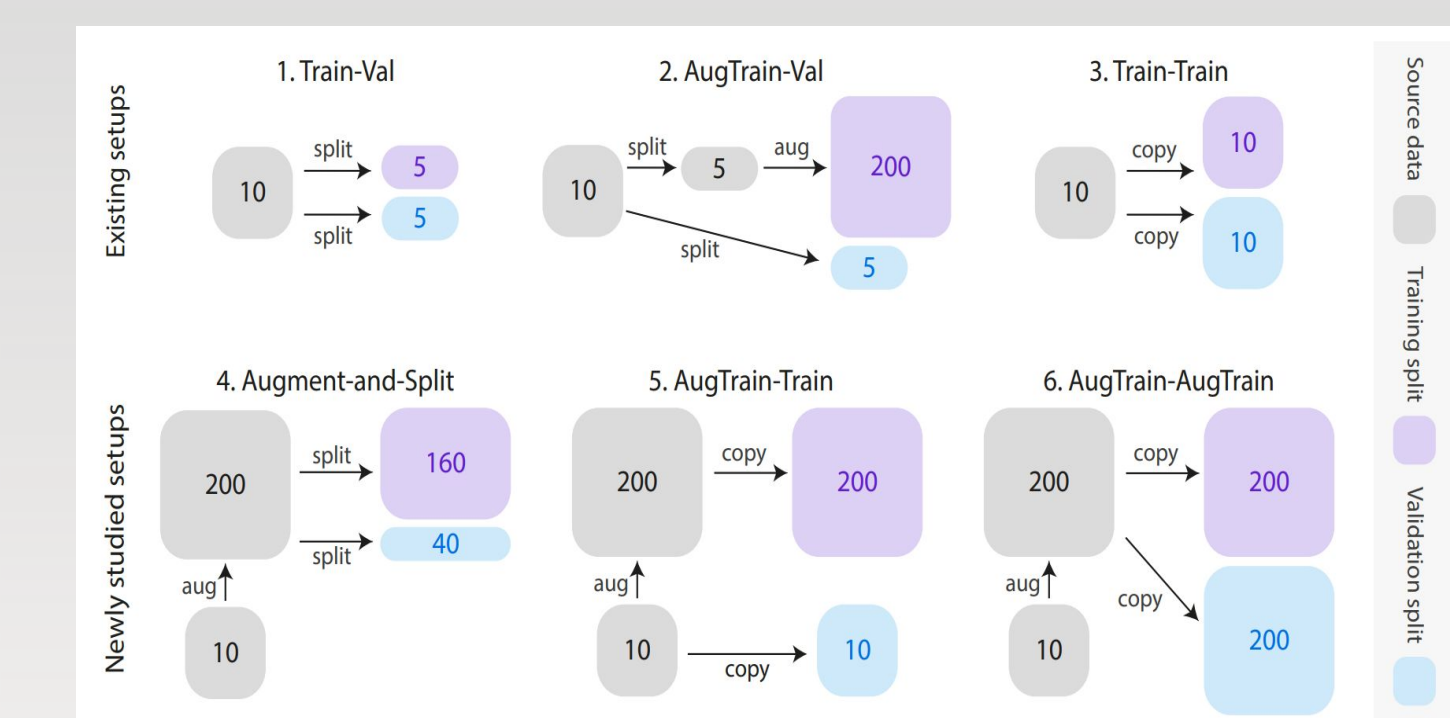 Existing setups
1. Train-Val
10
split
5
split
5
2. AugTrain-Val
10
split
5
aug
200
split
5
3. Train-Train
10
copy
10
copy
10
Newly studied setups
4. Augment-and-Split
200
split
160
split
40
aug
10
5. AugTrain-Train
200
copy
200
aug
10
copy
10
6. AugTrain-AugTrain
200
copy
200
aug
copy
10
200
Source data
Training split
Validation split